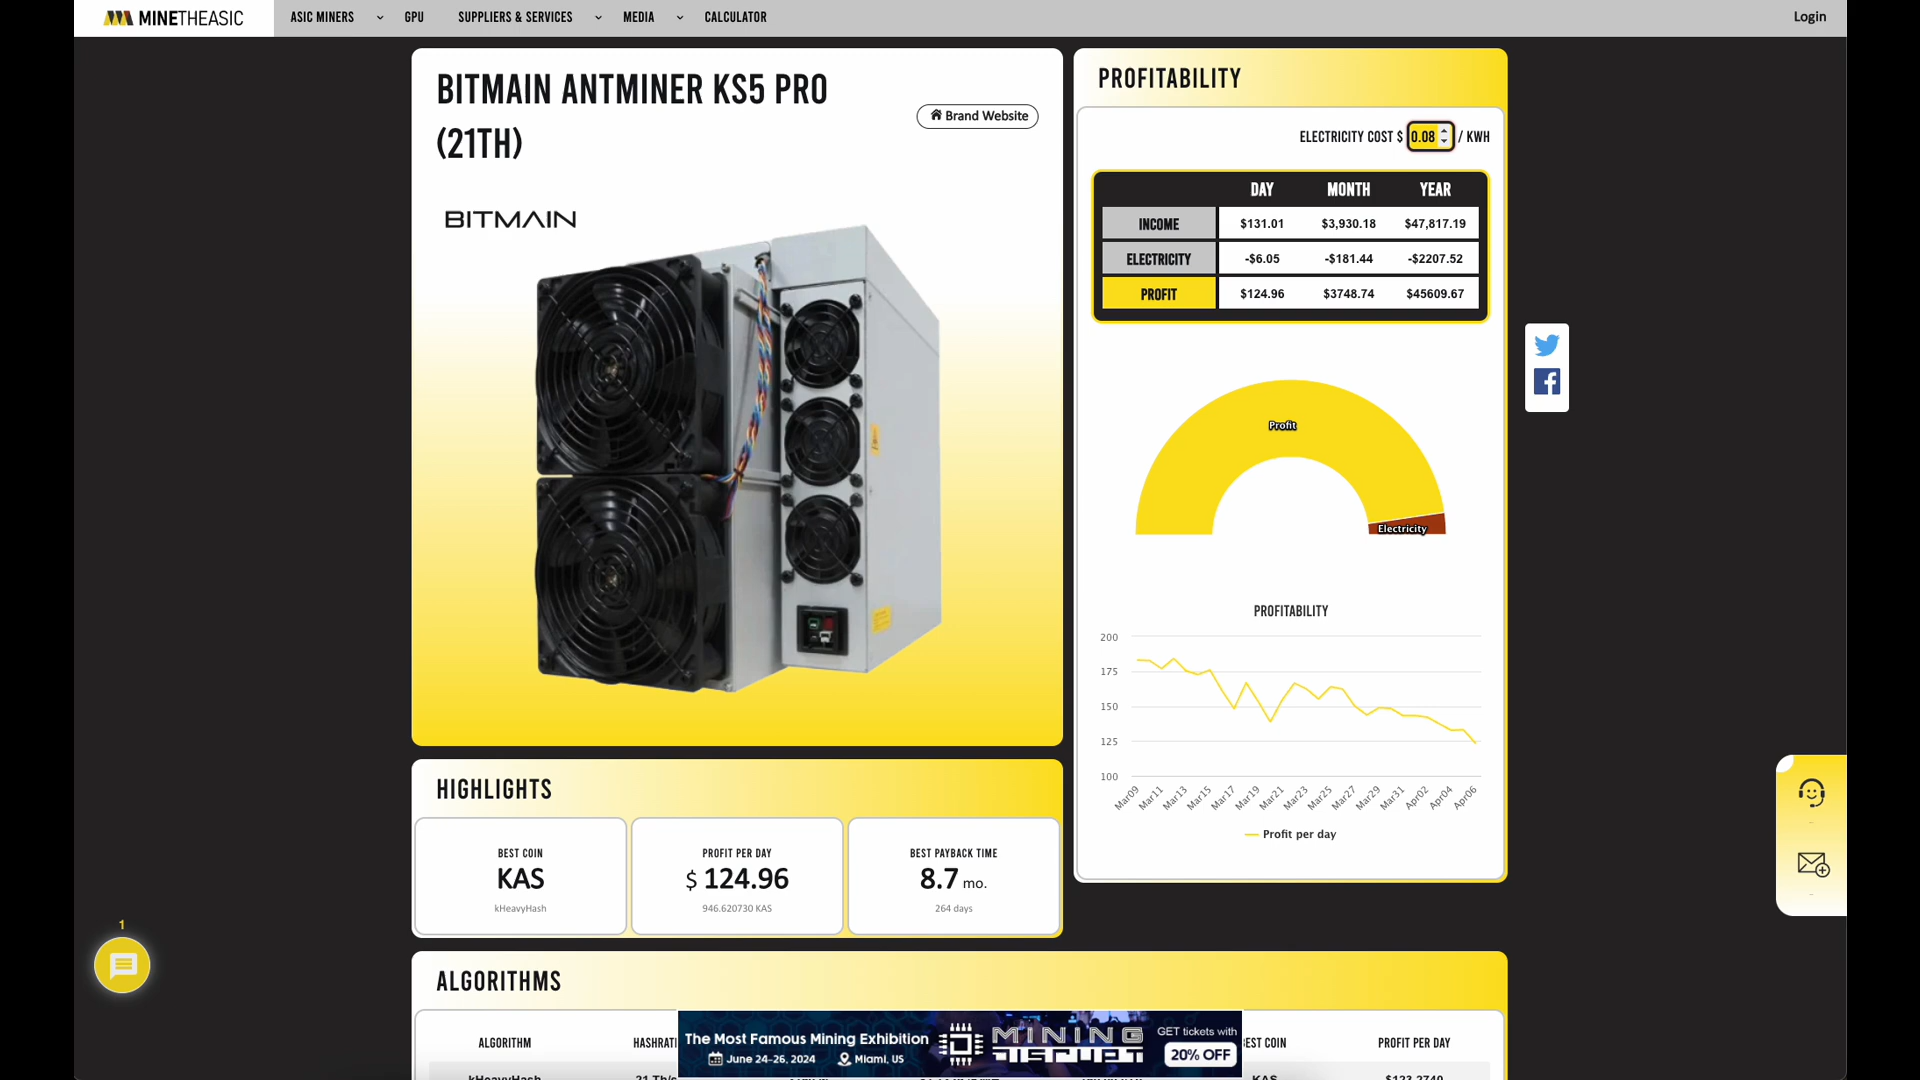 MINETHEASIC
ASIC MINERS
GPU
SUPPLIERS & SERVICES
MEDIA
CALCULATOR
Login
BITMAIN ANTMINER KS5 PRO
(21TH)
Brand Website
BITMAIN
PROFITABILITY
ELECTRICITY COST $ 0.08 / KWH
DAY MONTH YEAR
INCOME $131.01 $3,930.18 $47,817.19
ELECTRICITY -$6.05 -$181.44 -$2207.52
PROFIT $124.96 $3748.74 $45609.67
Profit
Electricity
PROFITABILITY
200
175
150
125
100
Mar09 Mar11 Mar13 Mar15 Mar17 Mar19 Mar21 Mar23 Mar25 Mar27 Mar29 Mar31 Apr02 Apr04 Apr06
Profit per day
HIGHLIGHTS
BEST COIN
KAS
kHeavyHash
PROFIT PER DAY
$ 124.96
946.620730 KAS
BEST PAYBACK TIME
8.7 mo.
264 days
1
ALGORITHMS
ALGORITHM
PROFIT PER DAY
The Most Famous Mining Exhibition
June 24-26, 2024
Miami, US
MINING
GET tickets with
20% OFF
kHeavyHash
KAS
$123.2740